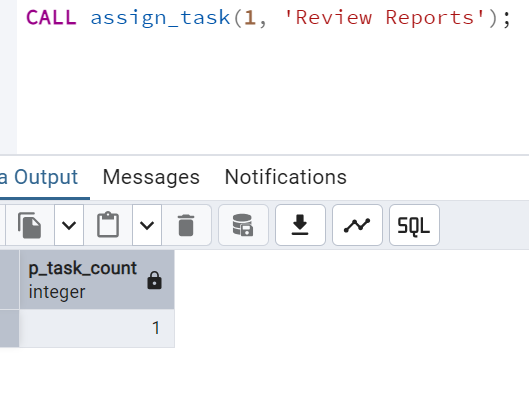 CALL assign_task(1, 'Review Reports');
a Output Messages Notifications
SQL
p_task_count
integer
1